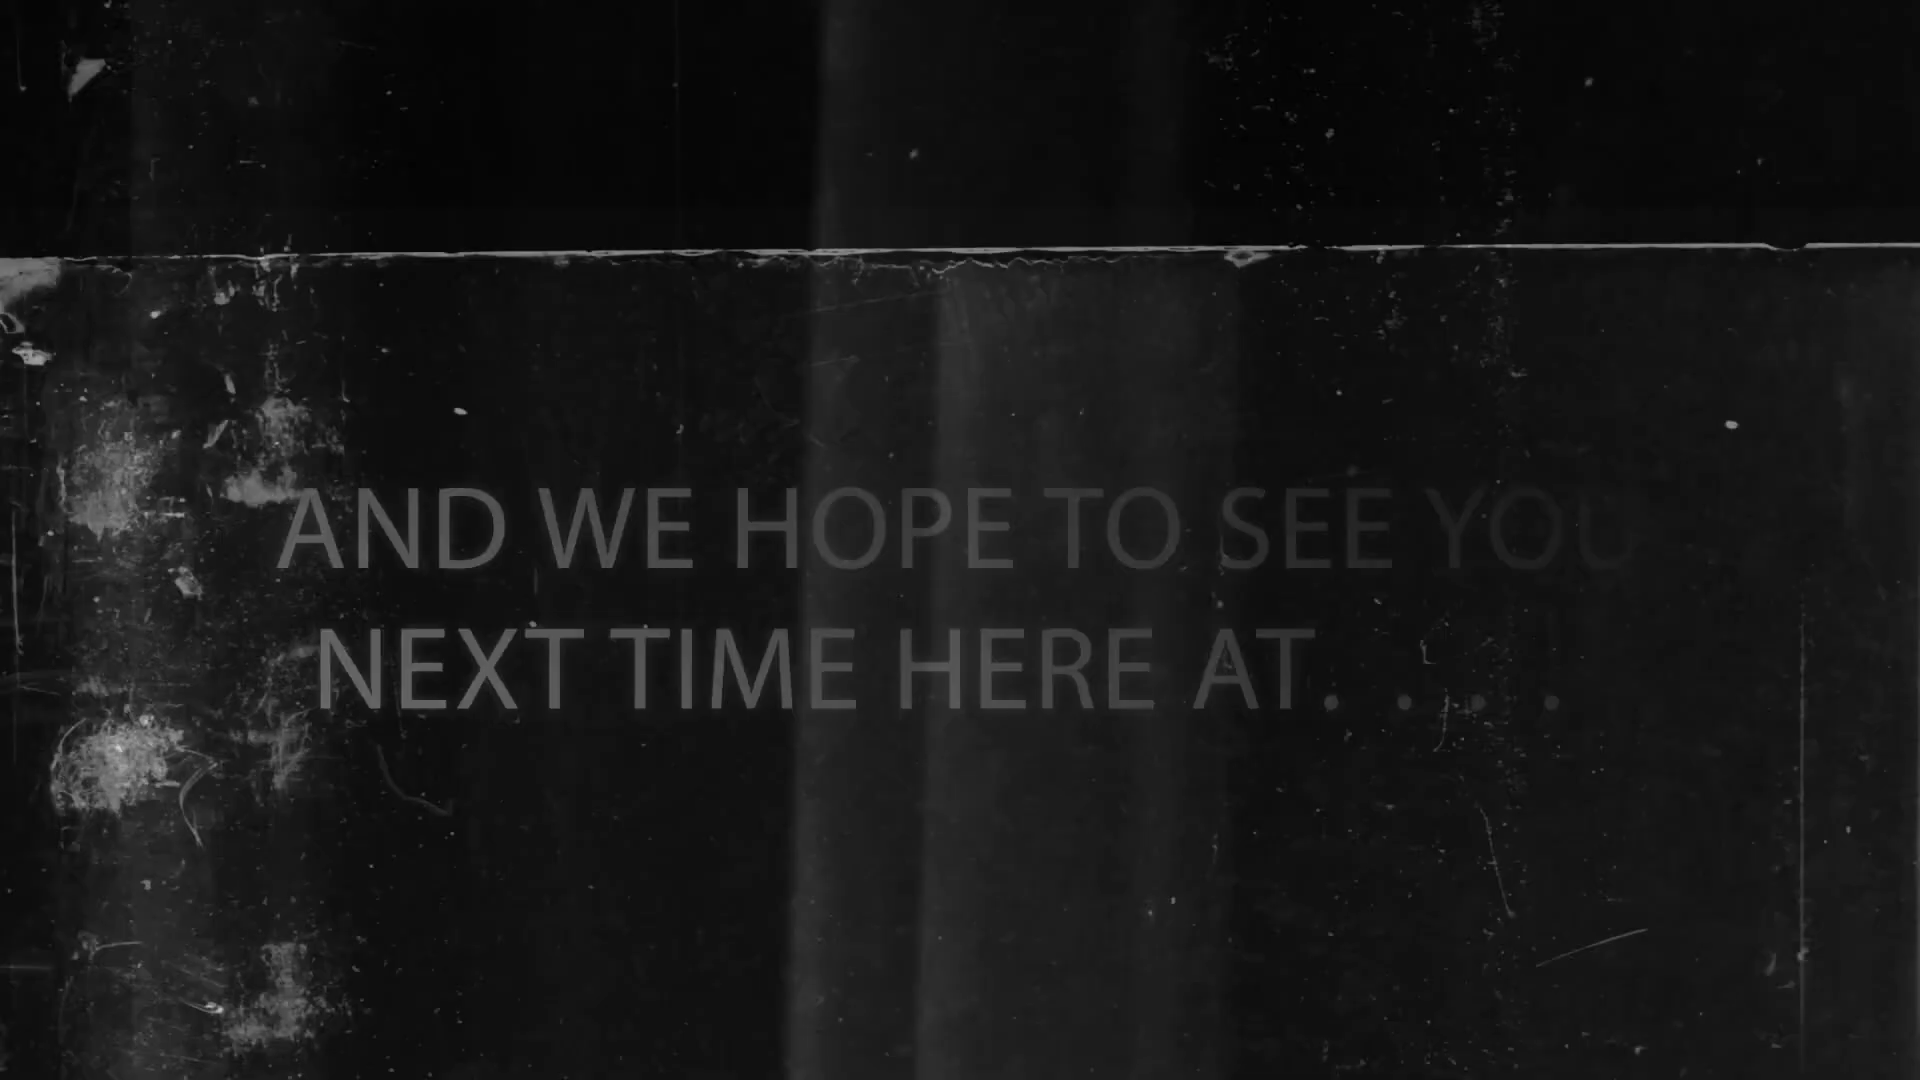 AND WE HOPE TO SEE YOU
NEXT TIME HERE AT. . . .